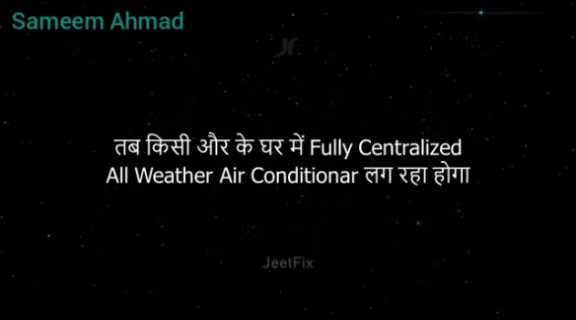 Sameem Ahmad
तब किसी और के घर में Fully Centralized
All Weather Air Conditionar लग रहा होगा
JeetFix